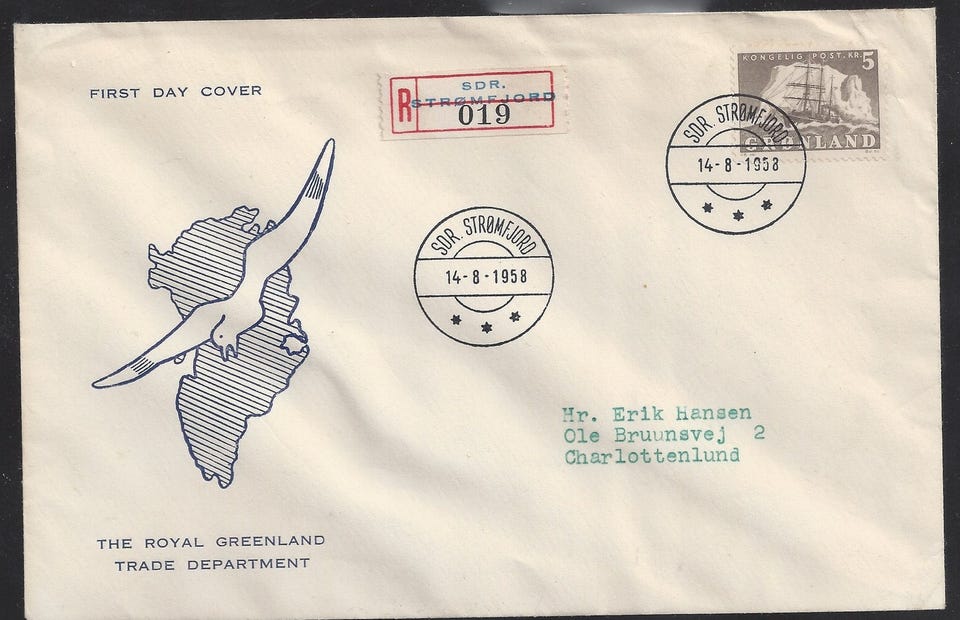 FIRST DAY COVER
R
SDR.
STRØMFJORD
019
KONGELIG POST. KR. 5
GRØNLAND
SDR. STRØMFJORD
14-8-1958
SDR. STRØMFJORD
14-8-1958
Hr. Erik Hansen
Ole Bruunsvej 2
Charlottenlund
THE ROYAL GREENLAND
TRADE DEPARTMENT